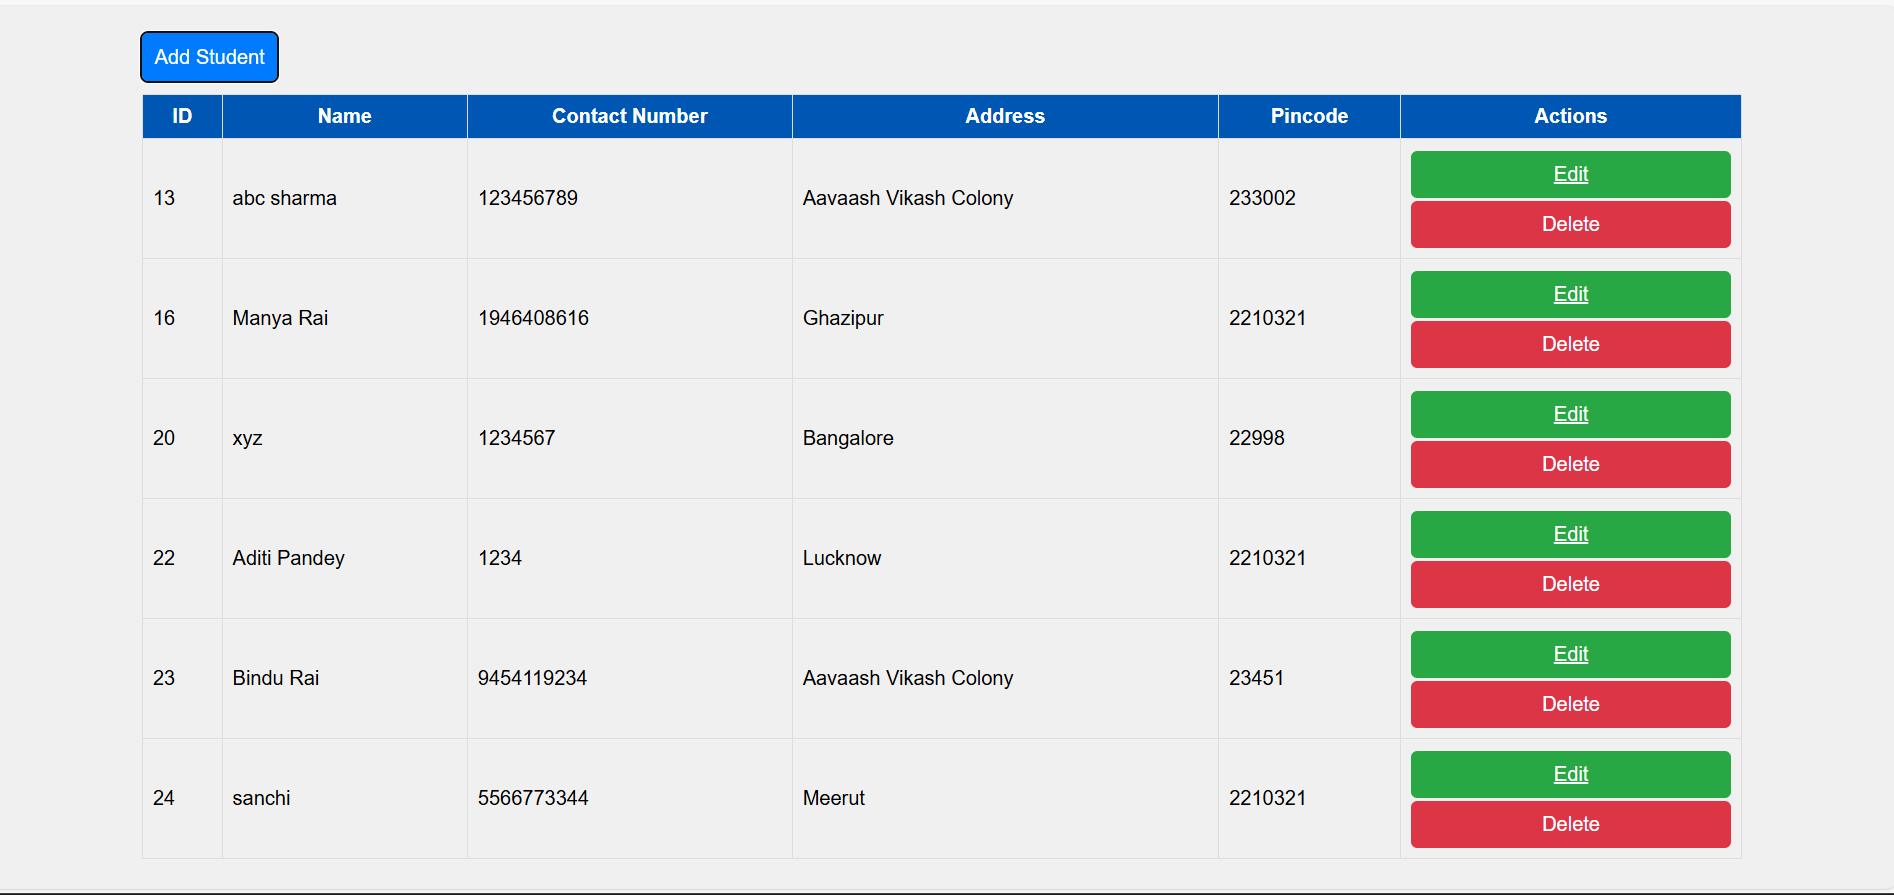 Add Student
ID Name Contact Number Address Pincode Actions
13 abc sharma 123456789 Aavaash Vikash Colony 233002 Edit
Delete
16 Manya Rai 1946408616 Ghazipur 2210321 Edit
Delete
20 xyz 1234567 Bangalore 22998 Edit
Delete
22 Aditi Pandey 1234 Lucknow 2210321 Edit
Delete
23 Bindu Rai 9454119234 Aavaash Vikash Colony 23451 Edit
Delete
24 sanchi 5566773344 Meerut 2210321 Edit
Delete